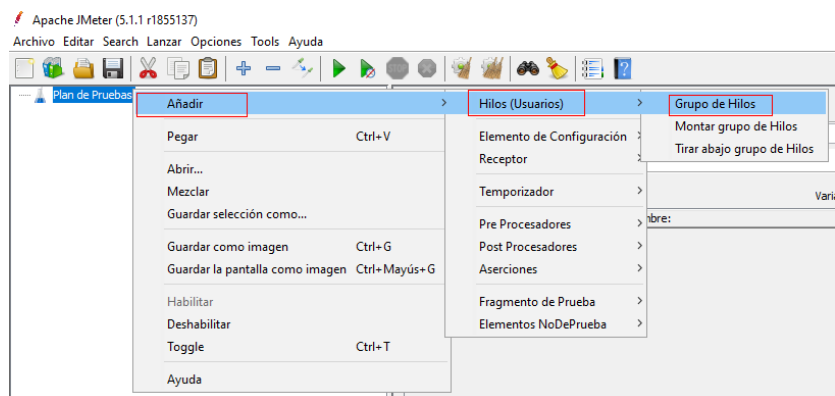 Apache JMeter (5.1.1 r1855137)
Archivo Editar Search Lanzar Opciones Tools Ayuda
STOP
Plan de Pruebas
Añadir
Pegar Ctrl+V
Abrir...
Mezclar
Guardar selección como...
Guardar como imagen Ctrl+G
Guardar la pantalla como imagen Ctrl+Mayús+G
Habilitar
Deshabilitar
Toggle Ctrl+T
Ayuda
Hilos (Usuarios)
Elemento de Configuración
Receptor
Temporizador
Pre Procesadores
Post Procesadores
Aserciones
Fragmento de Prueba
Elementos NoDePrueba
Grupo de Hilos
Montar grupo de Hilos
Tirar abajo grupo de Hilos
Vari
nbre: